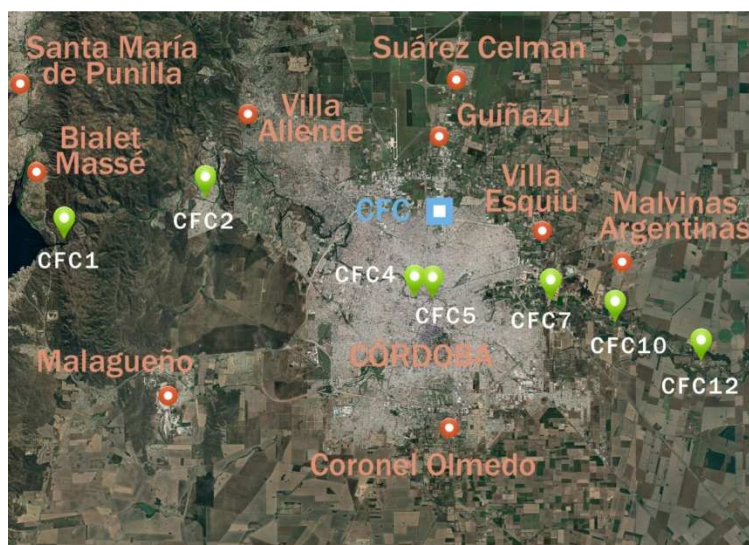 Santa María
de Punilla
Suárez Celman
Villa
Allende
Guiñazu
Bialet
Massé
CFC2
CFC
Villa
Esquiú
Malvinas
Argentinas
CFC1
CFC4
CFC5
CFC7
CFC10
CFC12
Malagueño
CÓRDOBA
Coronel Olmedo